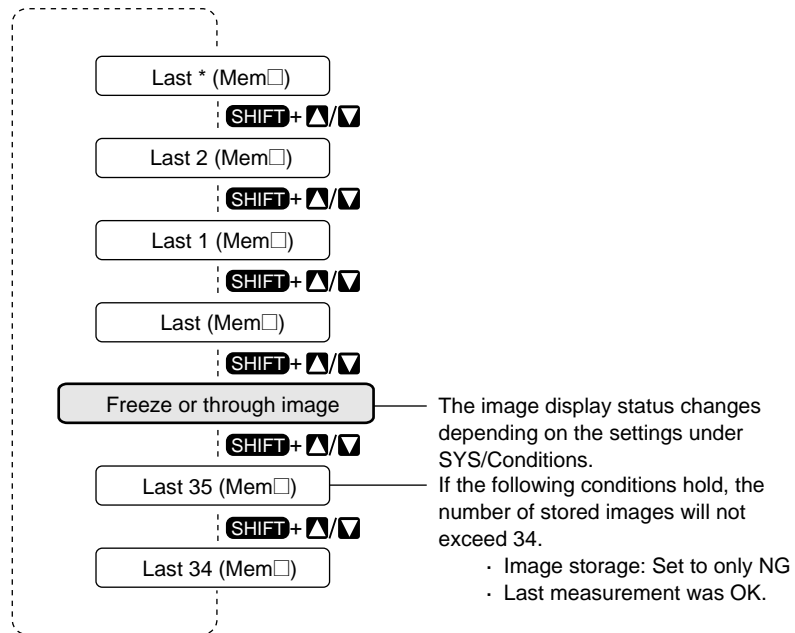 Last * (Mem□)
SHIFT+▲/▼
Last 2 (Mem□)
SHIFT+▲/▼
Last 1 (Mem□)
SHIFT+▲/▼
Last (Mem□)
SHIFT+▲/▼
Freeze or through image
The image display status changes
depending on the settings under
SYS/Conditions.
SHIFT+▲/▼
Last 35 (Mem□)
If the following conditions hold, the
number of stored images will not
exceed 34.
· Image storage: Set to only NG
· Last measurement was OK.
SHIFT+▲/▼
Last 34 (Mem□)